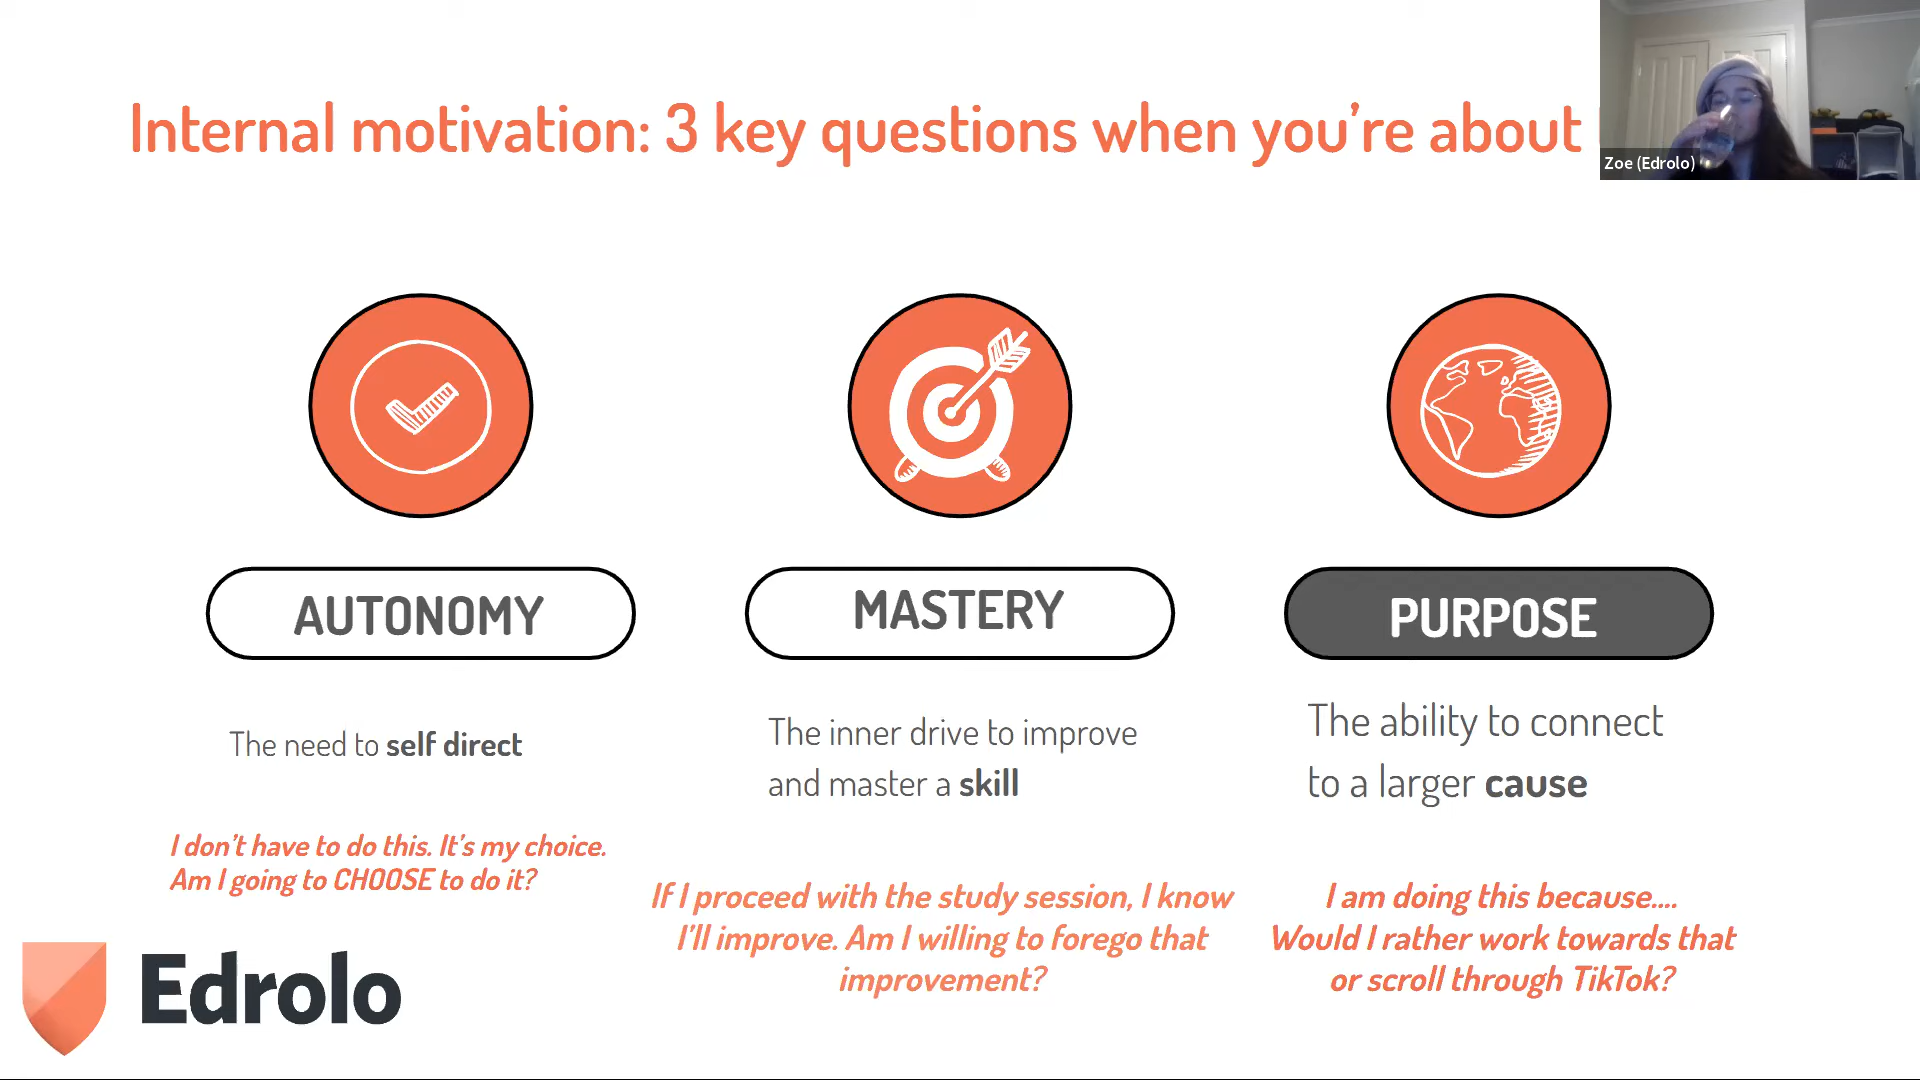 Internal motivation: 3 key questions when you're about
Zoe (Edrolo)
AUTONOMY
The need to self direct
I don't have to do this. It's my choice.
Am I going to CHOOSE to do it?
MASTERY
The inner drive to improve
and master a skill
If I proceed with the study session, I know
I'll improve. Am I willing to forego that
improvement?
PURPOSE
The ability to connect
to a larger cause
I am doing this because....
Would I rather work towards that
or scroll through TikTok?
Edrolo